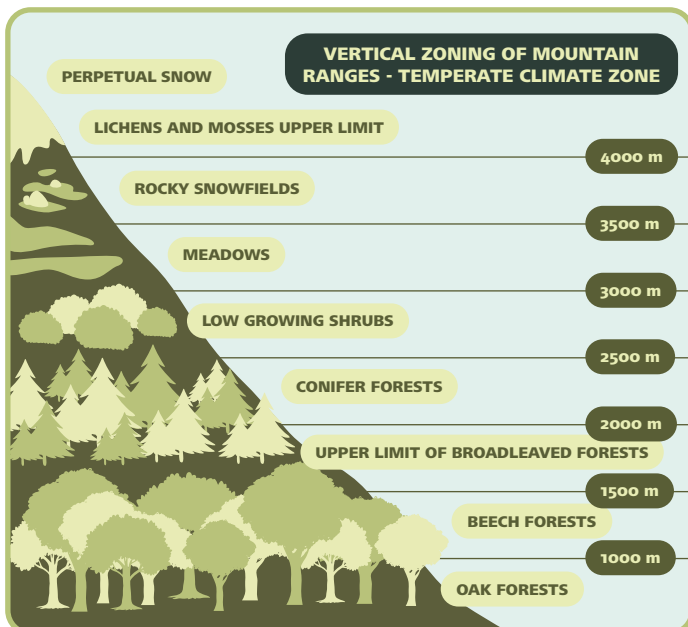 VERTICAL ZONING OF MOUNTAIN
RANGES - TEMPERATE CLIMATE ZONE
PERPETUAL SNOW
LICHENS AND MOSSES UPPER LIMIT
4000 m
ROCKY SNOWFIELDS
3500 m
MEADOWS
3000 m
LOW GROWING SHRUBS
2500 m
CONIFER FORESTS
2000 m
UPPER LIMIT OF BROADLEAVED FORESTS
1500 m
BEECH FORESTS
1000 m
OAK FORESTS